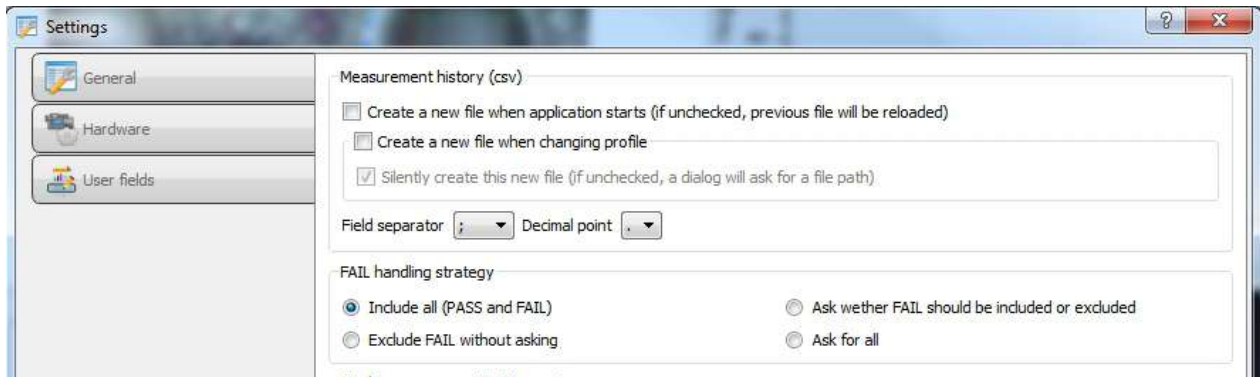 Settings
General
Hardware
User fields
Measurement history (csv)
Create a new file when application starts (if unchecked, previous file will be reloaded)
Create a new file when changing profile
Silently create this new file (if unchecked, a dialog will ask for a file path)
Field separator ; Decimal point .
FAIL handling strategy
Include all (PASS and FAIL) Ask wether FAIL should be included or excluded
Exclude FAIL without asking Ask for all